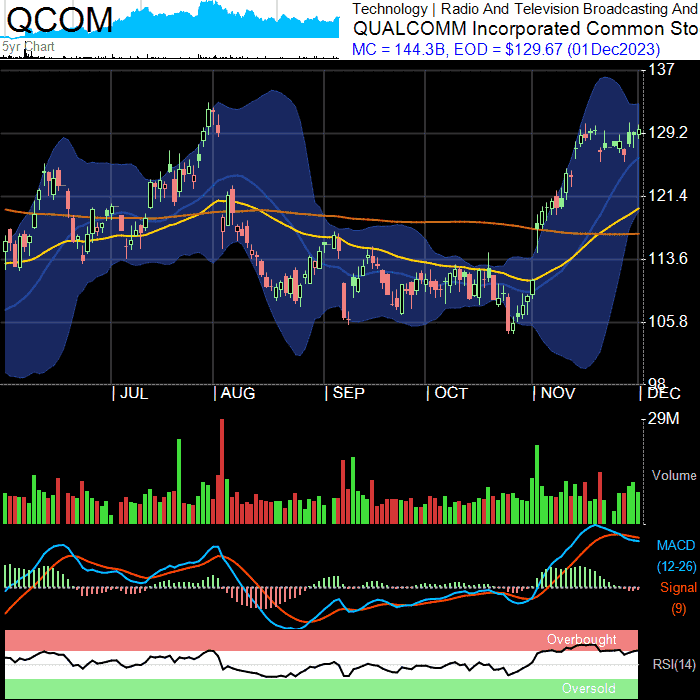 QCOM
5yr Chart
Technology | Radio And Television Broadcasting And
QUALCOMM Incorporated Common Sto
MC = 144.3B, EOD = $129.67 (01Dec2023)
137
129.2
121.4
113.6
105.8
98
JUL
AUG
SEP
OCT
NOV
DEC
29M
Volume
MACD
(12-26)
Signal
(9)
Overbought
RSI(14)
Oversold